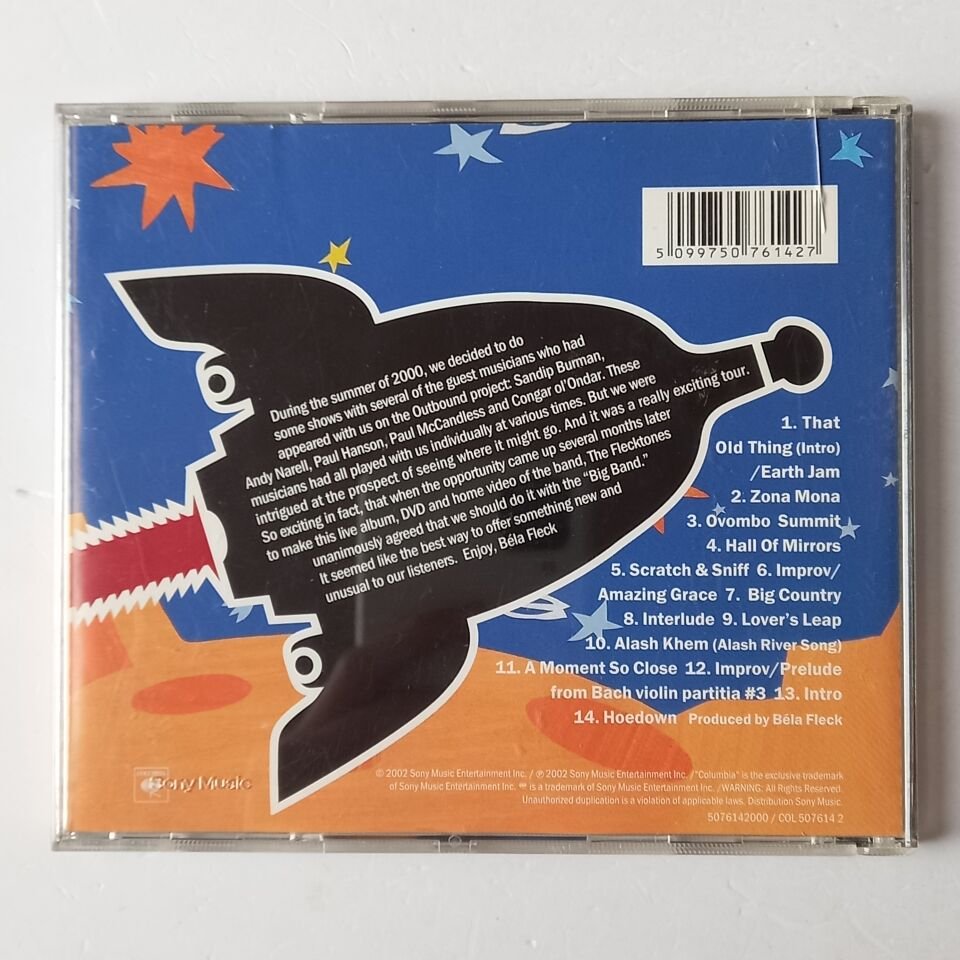 5 099750 761427
During the summer of 2000, we decided to do
some shows with several of the guest musicians who had
appeared with us on the Outbound project: Sandip Burman,
Andy Narell, Paul Hanson, Paul McCandless and Congar ol'Ondar. These
musicians had all played with us individually at various times. But we were
intrigued at the prospect of seeing where it might go. And it was a really exciting tour.
So exciting in fact, that when the opportunity came up several months later
to make this live album, DVD and home video of the band, The Flecktones
unanimously agreed that we should do it with the "Big Band."
It seemed like the best way to offer something new and
unusual to our listeners. Enjoy, Béla Fleck
1. That
Old Thing (Intro)
/Earth Jam
2. Zona Mona
3. Ovombo Summit
4. Hall Of Mirrors
5. Scratch & Sniff 6. Improv/
Amazing Grace 7. Big Country
8. Interlude 9. Lover's Leap
10. Alash Khem (Alash River Song)
11. A Moment So Close 12. Improv/Prelude
from Bach violin partitia #3 13. Intro
14. Hoedown Produced by Béla Fleck
COLUMBIA
Sony Music
© 2002 Sony Music Entertainment Inc. / ℗ 2002 Sony Music Entertainment Inc. / "Columbia" is the exclusive trademark
of Sony Music Entertainment Inc. is a trademark of Sony Music Entertainment Inc. /WARNING: All Rights Reserved.
Unauthorized duplication is a violation of applicable laws. Distribution Sony Music.
5076142000 / COL 507614 2